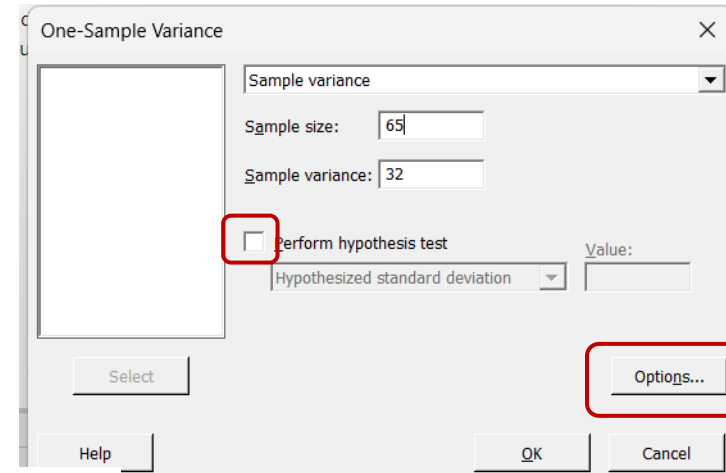 One-Sample Variance
Sample variance
Sample size: 65
Sample variance: 32
Perform hypothesis test
Value:
Hypothesized standard deviation
Select
Options...
Help
OK
Cancel